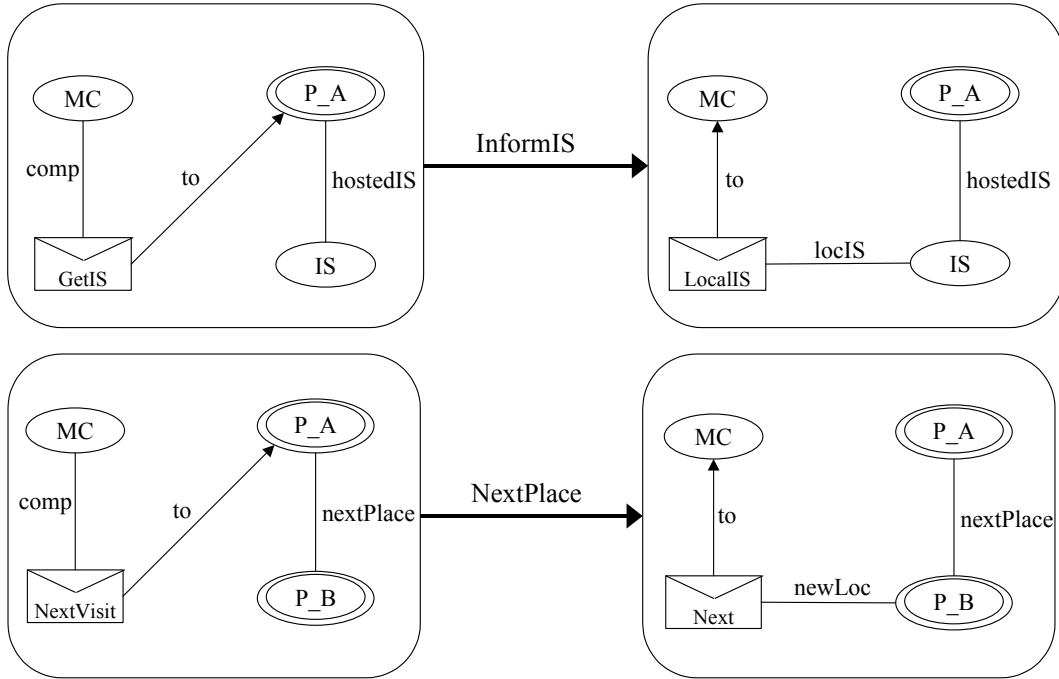 MC
P_A
comp
to
hostedIS
GetIS
IS
InformIS
MC
P_A
to
hostedIS
locIS
LocalIS
IS
MC
P_A
comp
to
nextPlace
NextVisit
P_B
NextPlace
MC
P_A
to
nextPlace
newLoc
Next
P_B